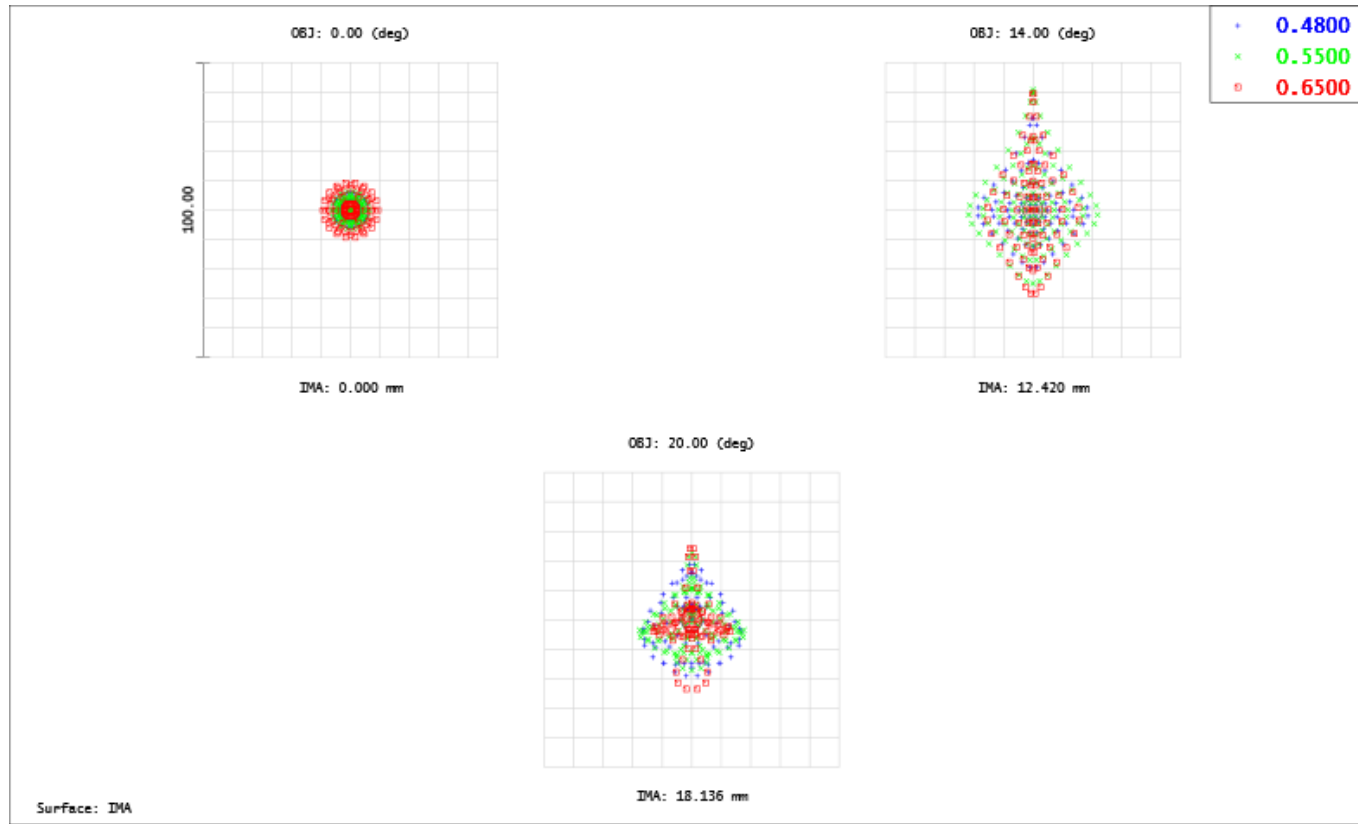 OBJ: 0.00 (deg)
OBJ: 14.00 (deg)
+ 0.4800
× 0.5500
0.6500
100.00
IMA: 0.000 mm
IMA: 12.420 mm
OBJ: 20.00 (deg)
IMA: 18.136 mm
Surface: IMA